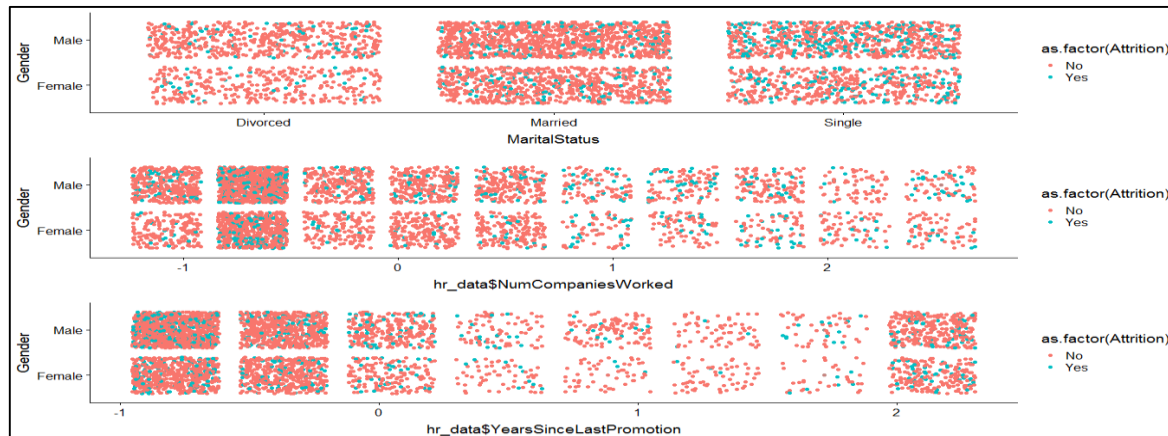 Gender
Male
Female
Divorced Married Single
MaritalStatus
as.factor(Attrition)
No
Yes
Gender
Male
Female
-1 0 1 2
hr_data$NumCompaniesWorked
as.factor(Attrition)
No
Yes
Gender
Male
Female
-1 0 1 2
hr_data$YearsSinceLastPromotion
as.factor(Attrition)
No
Yes